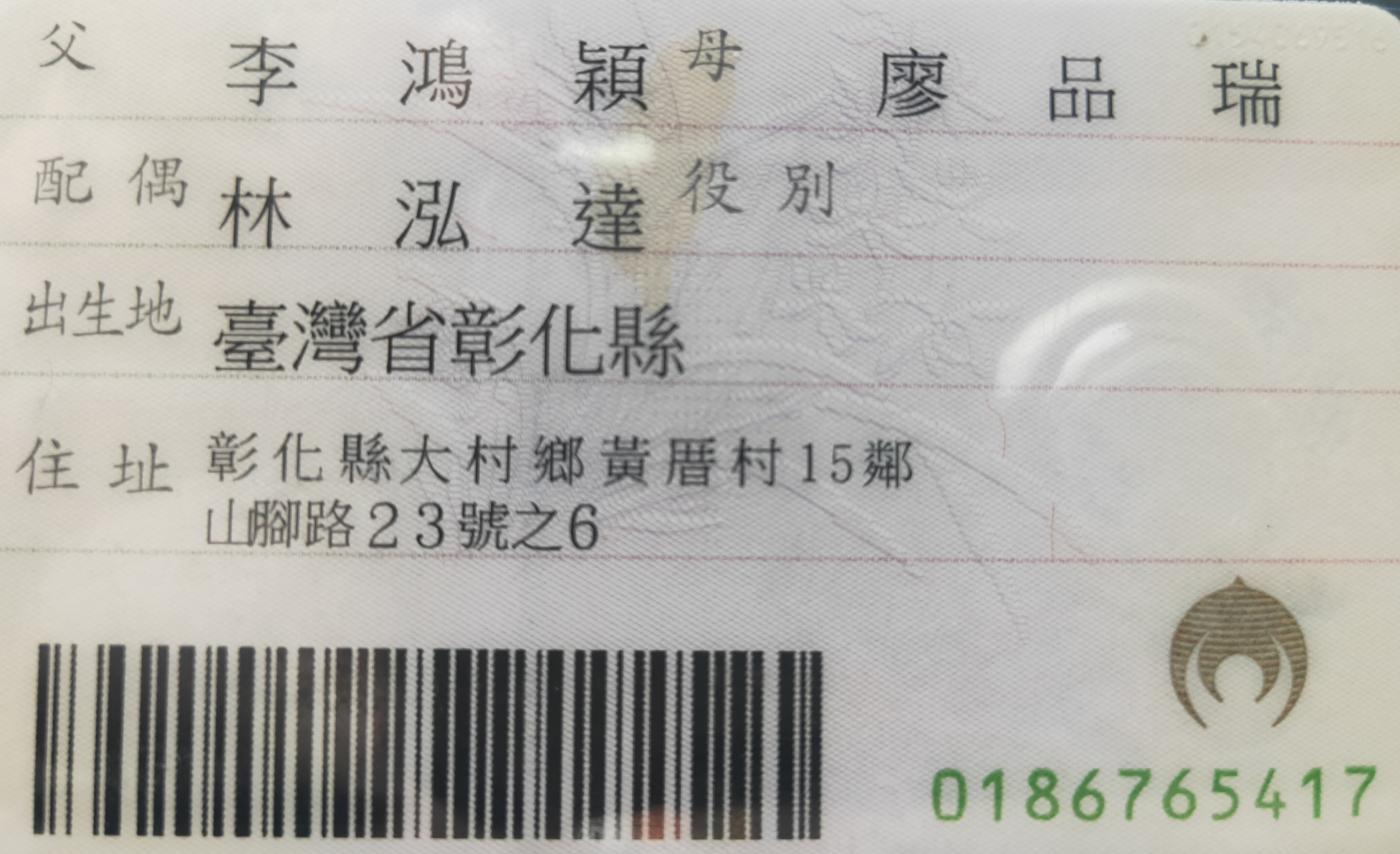 父 李鴻穎 母 廖品瑞
配偶 林泓達 役別
出生地 臺灣省彰化縣
住址 彰化縣大村鄉黃厝村15鄰
山腳路23號之6
0186765417